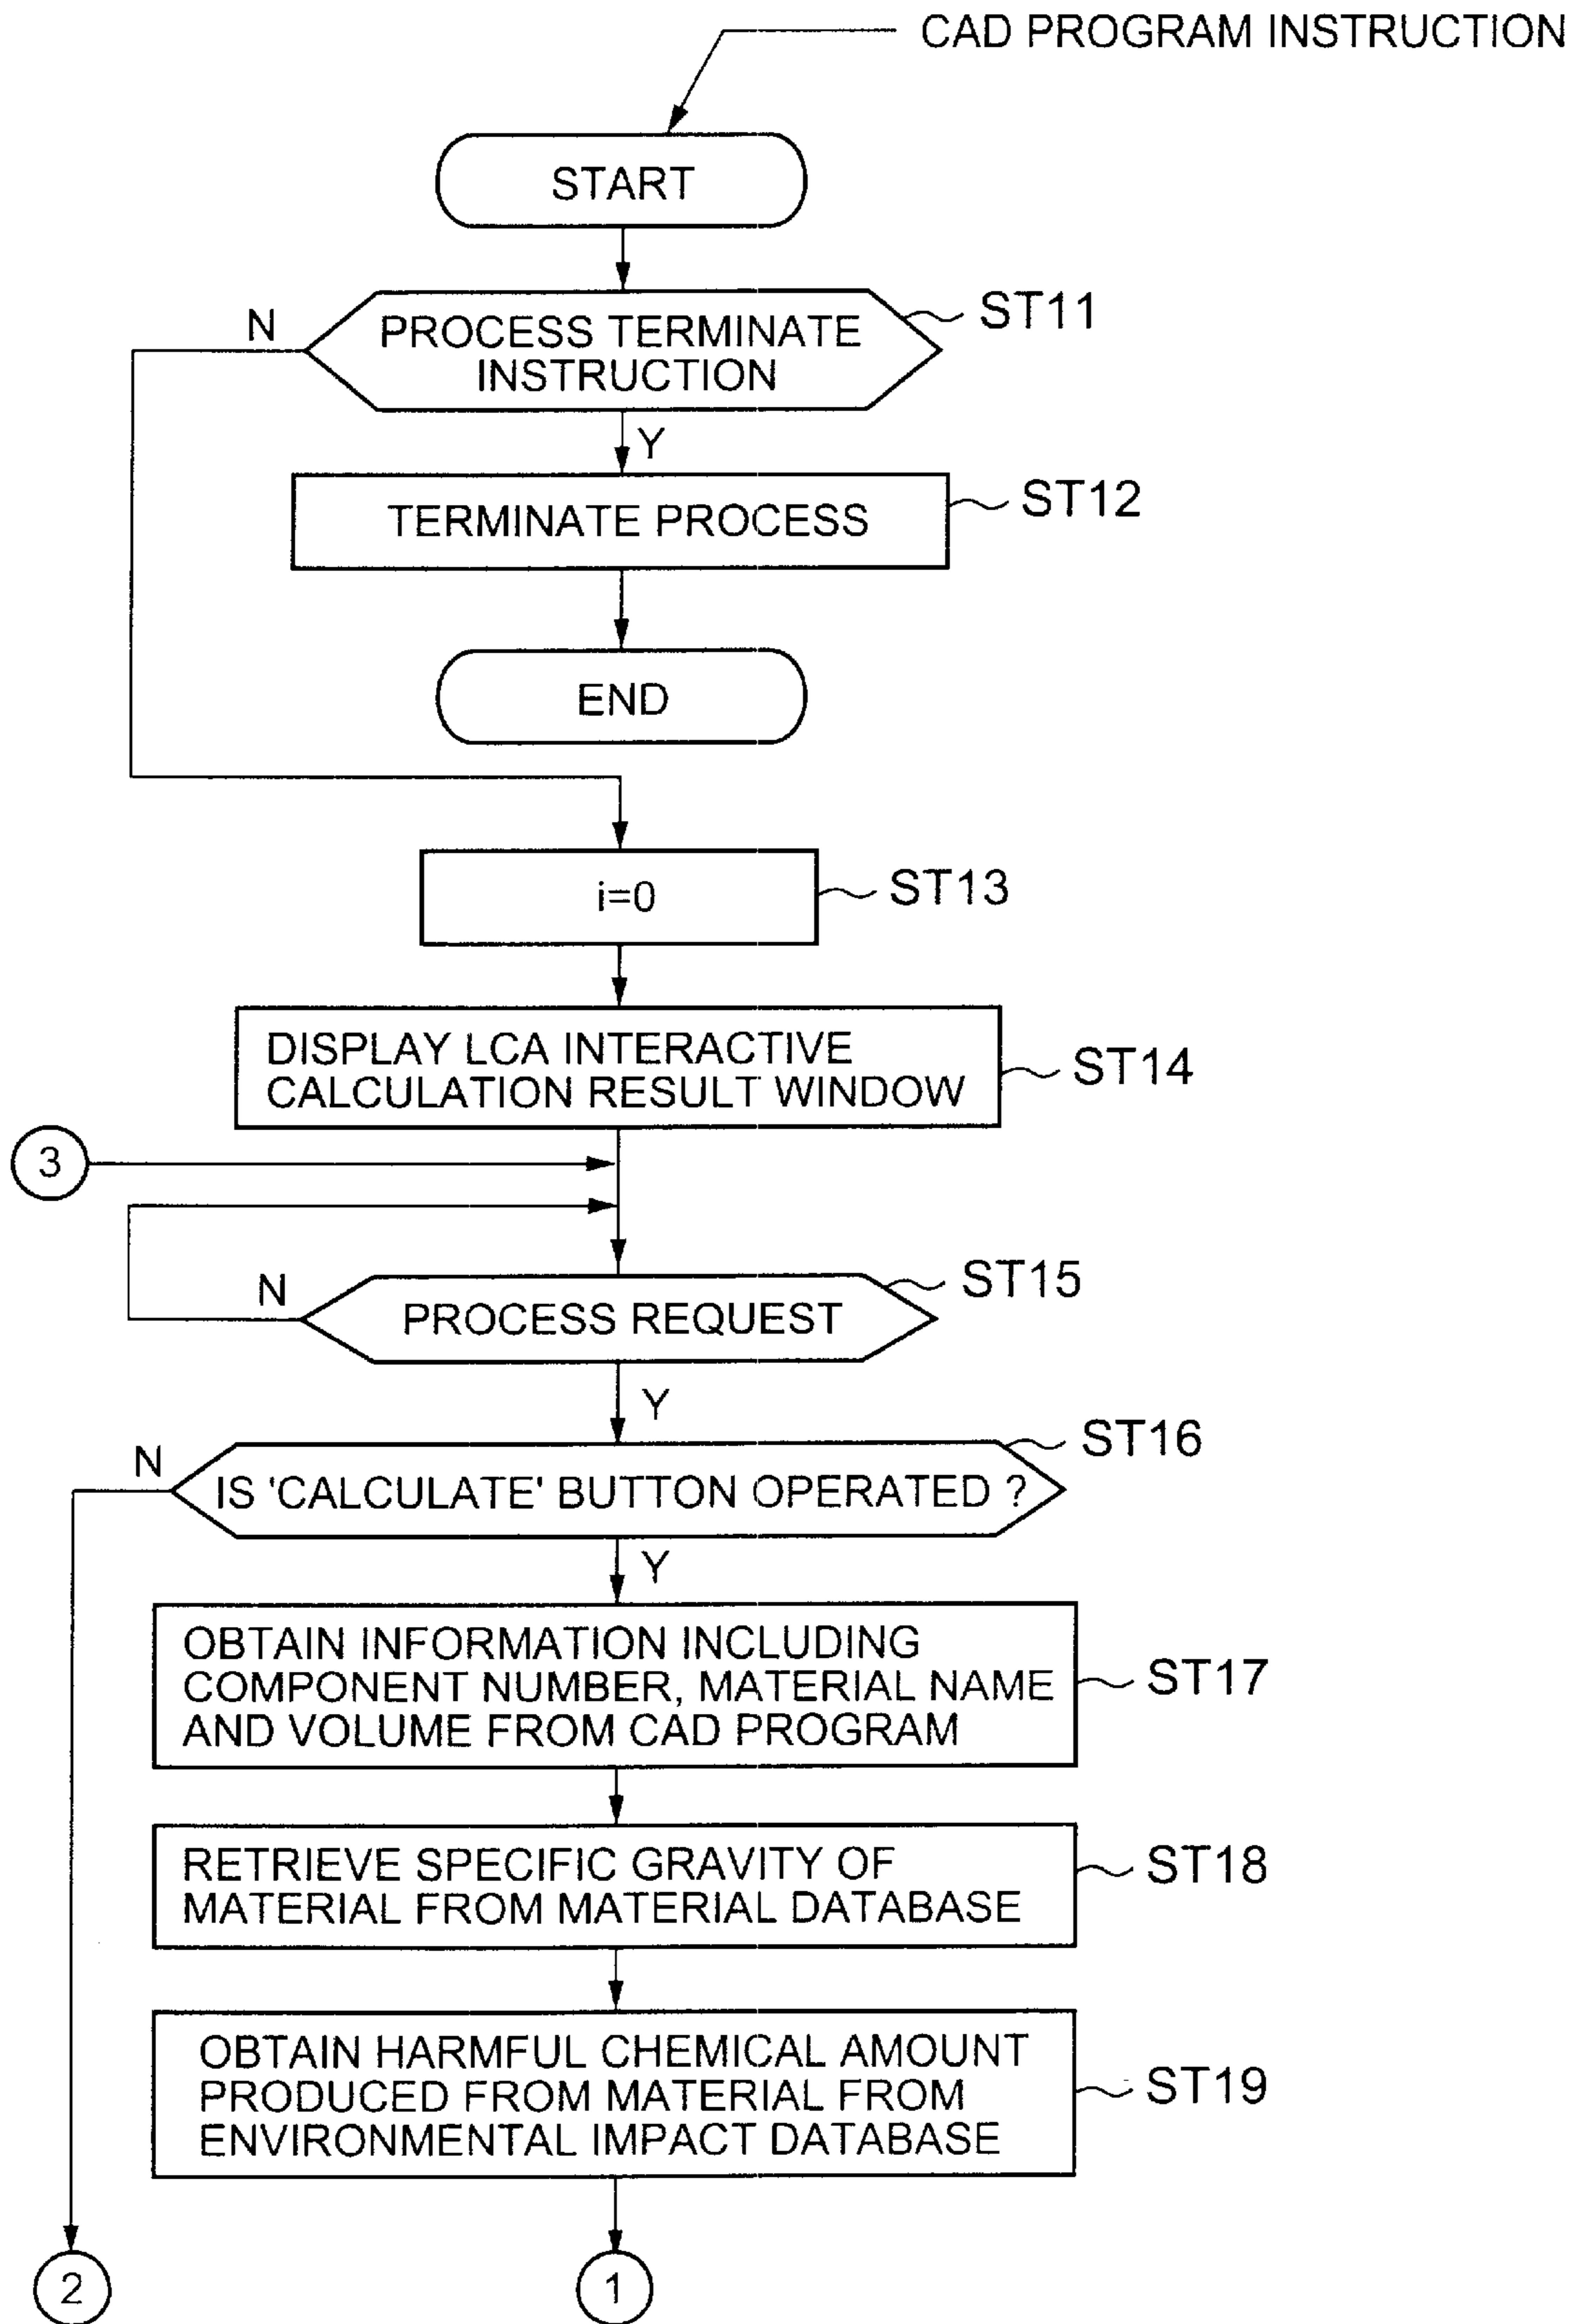 CAD PROGRAM INSTRUCTION
START
N
PROCESS TERMINATE
INSTRUCTION
ST11
Y
TERMINATE PROCESS
ST12
END
i=0
ST13
DISPLAY LCA INTERACTIVE
CALCULATION RESULT WINDOW
ST14
3
N
PROCESS REQUEST
ST15
Y
N
IS 'CALCULATE' BUTTON OPERATED ?
ST16
Y
OBTAIN INFORMATION INCLUDING
COMPONENT NUMBER, MATERIAL NAME
AND VOLUME FROM CAD PROGRAM
ST17
RETRIEVE SPECIFIC GRAVITY OF
MATERIAL FROM MATERIAL DATABASE
ST18
OBTAIN HARMFUL CHEMICAL AMOUNT
PRODUCED FROM MATERIAL FROM
ENVIRONMENTAL IMPACT DATABASE
ST19
2
1